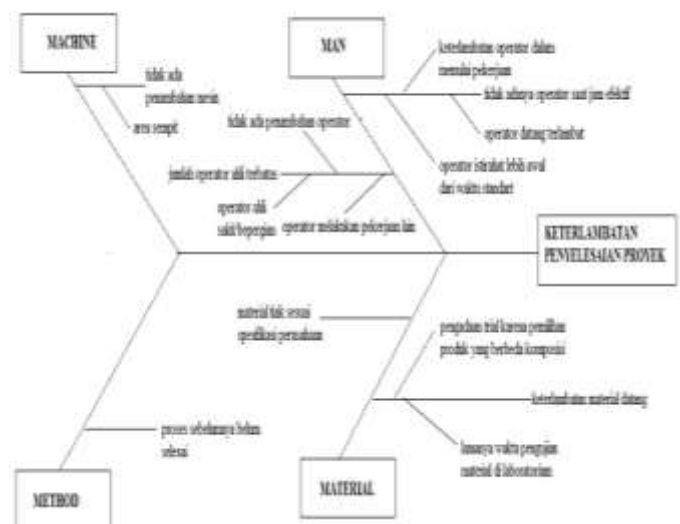 MACHINE
MAN
keterlambatan operator dalam
memulai pekerjaan
tidak ada
penambahan mesin
tidak adanya operator saat jam efektif
area sempit
tidak ada penambahan operator
operator datang terlambat
jumlah operator ahli terbatas
operator istirahat lebih awal
dari waktu standart
operator ahli
sakit/bepergian
operator melakukan pekerjaan lain
KETERLAMBATAN
PENYELESAIAN PROYEK
material tiak sesuai
spesifikasi perusahaan
pengadaan trial karena pemilihan
produk yang berbeda komposisi
keterlambatan material datang
proses sebelumnya belum
selesai
lamanya waktu pengujian
material di laboratorium
METHOD
MATERIAL